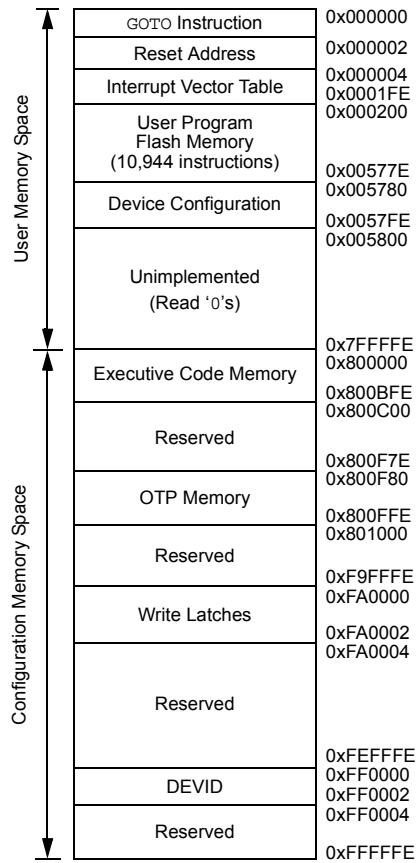 GOTO Instruction
0x000000
Reset Address
0x000002
0x000004
Interrupt Vector Table
0x0001FE
0x000200
User Program
Flash Memory
(10,944 instructions)
0x00577E
0x005780
Device Configuration
0x0057FE
0x005800
Unimplemented
(Read ‘0’s)
0x7FFFFE
User Memory Space
0x800000
Executive Code Memory
0x800BFE
0x800C00
Reserved
0x800F7E
0x800F80
OTP Memory
0x800FFE
0x801000
Reserved
0xF9FFFE
0xFA0000
Write Latches
0xFA0002
0xFA0004
Reserved
0xFEFFFE
0xFF0000
DEVID
0xFF0002
0xFF0004
Reserved
0xFFFFFE
Configuration Memory Space